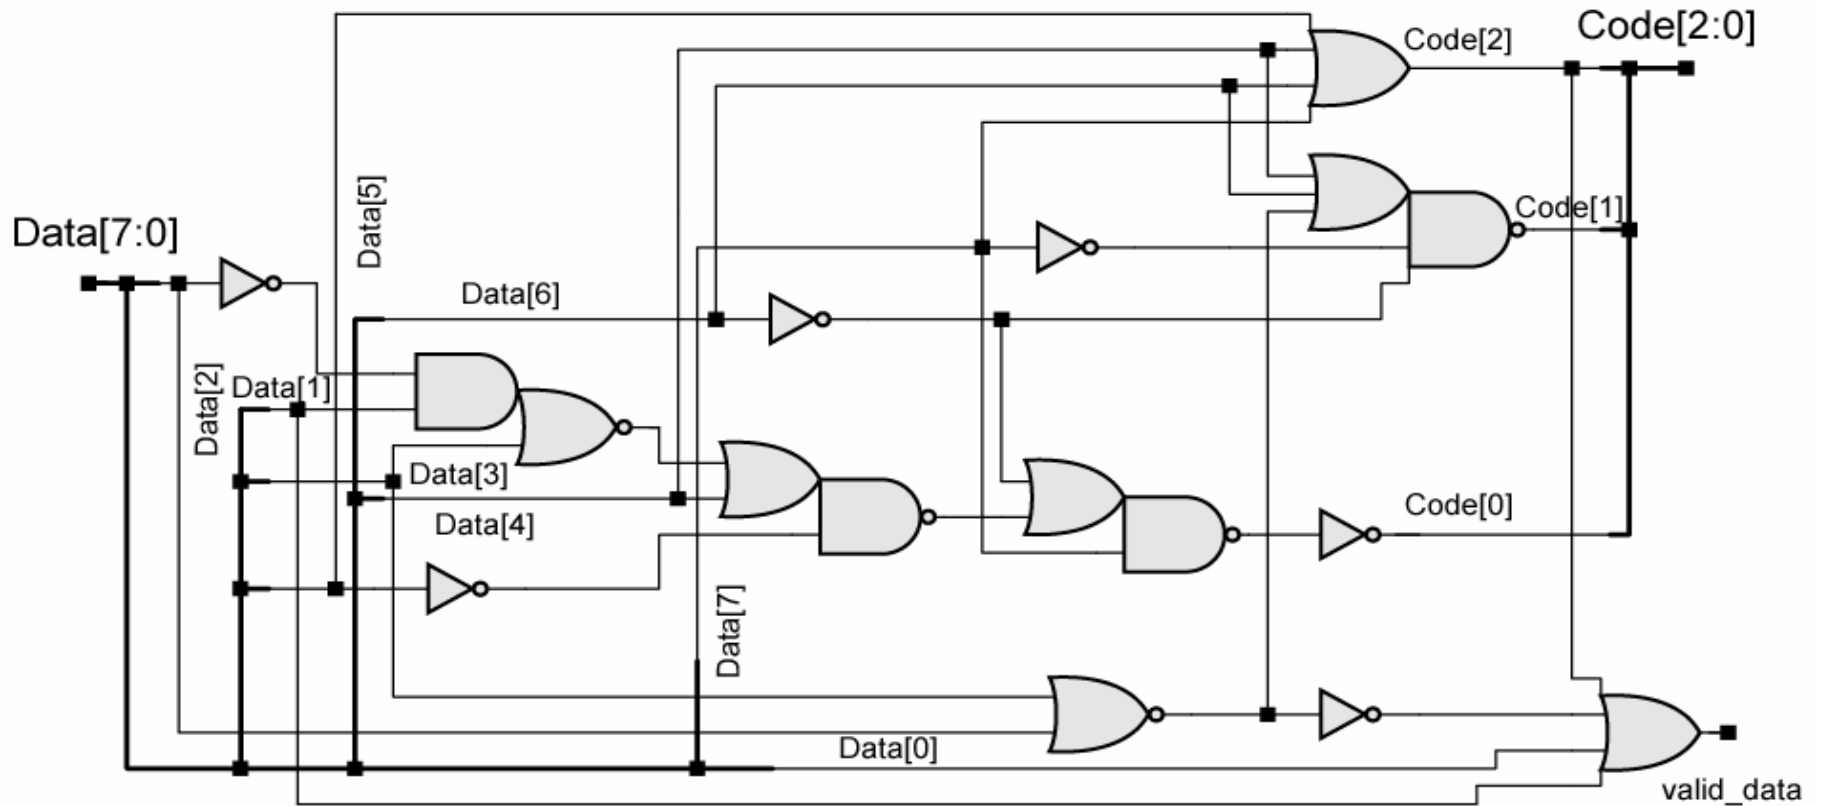 Code[2:0]
Code[2]
Data[5]
Code[1]
Data[7:0]
Data[6]
Data[2]
Data[1]
Data[3]
Data[4]
Code[0]
Data[7]
Data[0]
valid_data